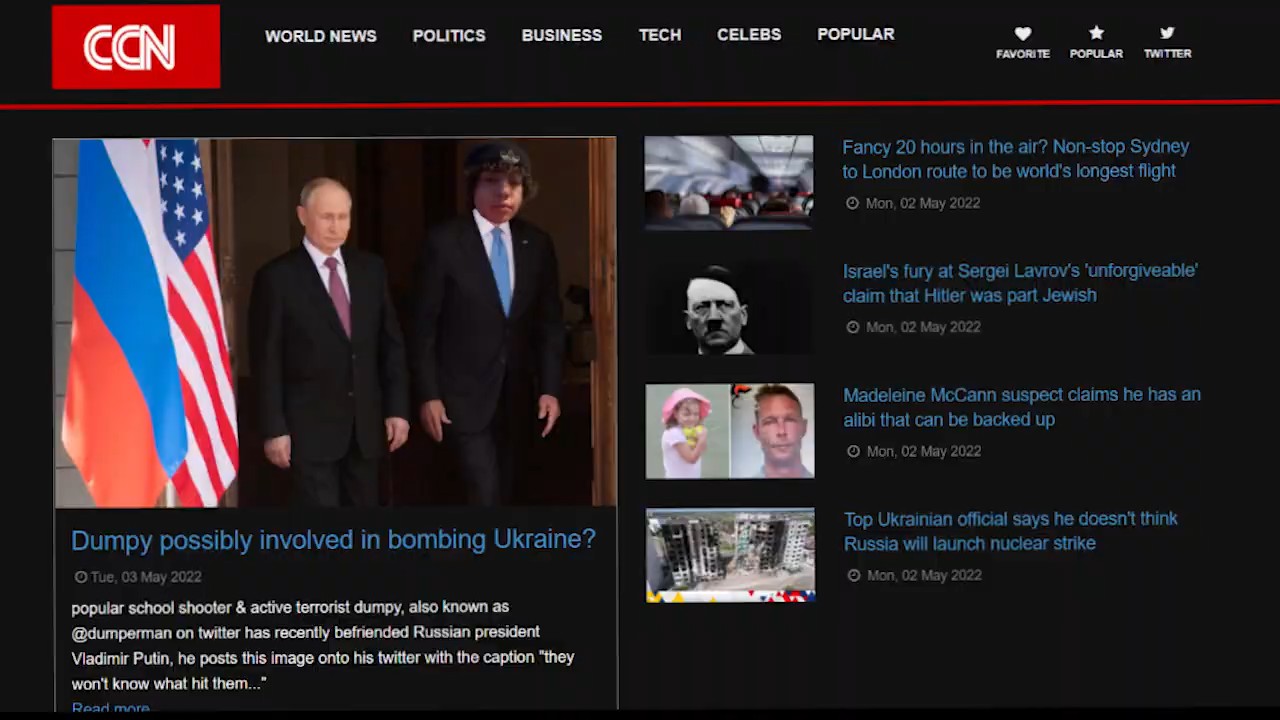 CCN
WORLD NEWS
POLITICS
BUSINESS
TECH
CELEBS
POPULAR
FAVORITE
POPULAR
TWITTER
Dumpy possibly involved in bombing Ukraine?
Tue, 03 May 2022
popular school shooter & active terrorist dumpy, also known as
@dumperman on twitter has recently befriended Russian president
Vladimir Putin, he posts this image onto his twitter with the caption "they
won't know what hit them..."
Read more
Fancy 20 hours in the air? Non-stop Sydney
to London route to be world's longest flight
Mon, 02 May 2022
Israel's fury at Sergei Lavrov's 'unforgiveable'
claim that Hitler was part Jewish
Mon, 02 May 2022
Madeleine McCann suspect claims he has an
alibi that can be backed up
Mon, 02 May 2022
Top Ukrainian official says he doesn't think
Russia will launch nuclear strike
Mon, 02 May 2022